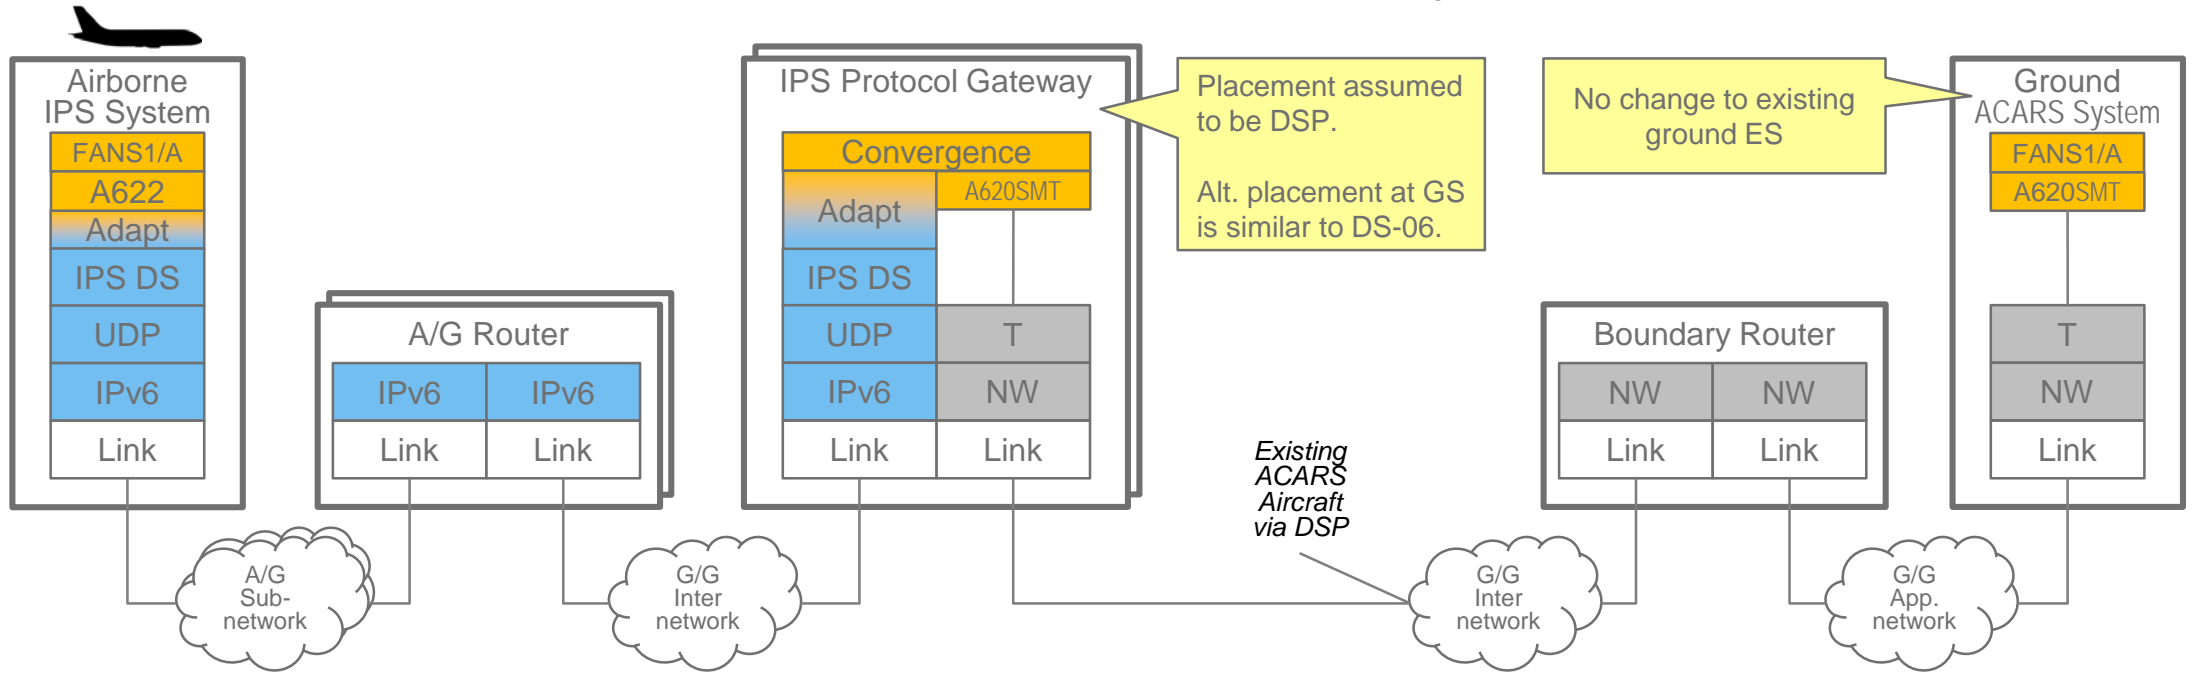 Airborne
IPS System
FANS1/A
A622
Adapt
IPS DS
UDP
IPv6
Link
A/G
Sub-
network
A/G Router
IPv6 IPv6
Link Link
G/G
Inter
network
IPS Protocol Gateway
Convergence
Adapt A620SMT
IPS DS
UDP T
IPv6 NW
Link Link
Placement assumed
to be DSP.
Alt. placement at GS
is similar to DS-06.
Existing
ACARS
Aircraft
via DSP
G/G
Inter
network
No change to existing
ground ES
Boundary Router
NW NW
Link Link
G/G
App.
network
Ground
ACARS System
FANS1/A
A620SMT
T
NW
Link